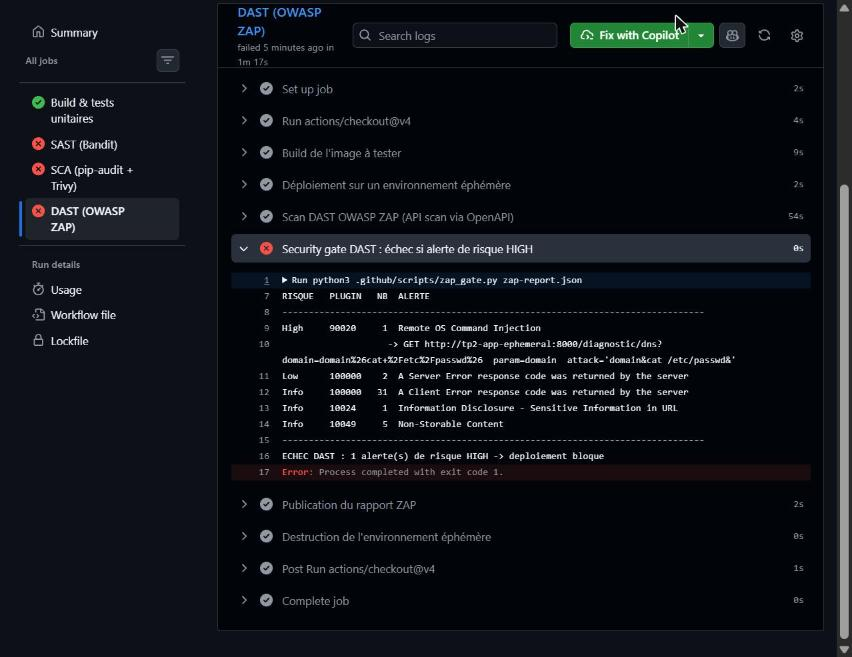 Summary
All jobs
Build & tests
unitaires
SAST (Bandit)
SCA (pip-audit +
Trivy)
DAST (OWASP
ZAP)
Run details
Usage
Workflow file
Lockfile
DAST (OWASP
ZAP)
failed 5 minutes ago in
1m 17s
Search logs
Fix with Copilot
Set up job 2s
Run actions/checkout@v4 4s
Build de l'image à tester 9s
Déploiement sur un environnement éphémère 2s
Scan DAST OWASP ZAP (API scan via OpenAPI) 54s
Security gate DAST : échec si alerte de risque HIGH 0s
1 ▶ Run python3 .github/scripts/zap_gate.py zap-report.json
7 RISQUE PLUGIN NB ALERTE
8 --------------------------------------------------------------------------------
9 High 90020 1 Remote OS Command Injection
10 -> GET http://tp2-app-ephemeral:8000/diagnostic/dns?
domain=domain%26cat+%2Fetc%2Fpasswd%26 param=domain attack='domain&cat /etc/passwd&'
11 Low 100000 2 A Server Error response code was returned by the server
12 Info 100000 31 A Client Error response code was returned by the server
13 Info 10024 1 Information Disclosure - Sensitive Information in URL
14 Info 10049 5 Non-Storable Content
15 --------------------------------------------------------------------------------
16 ECHEC DAST : 1 alerte(s) de risque HIGH -> deploiement bloque
17 Error: Process completed with exit code 1.
Publication du rapport ZAP 2s
Destruction de l'environnement éphémère 0s
Post Run actions/checkout@v4 1s
Complete job 0s